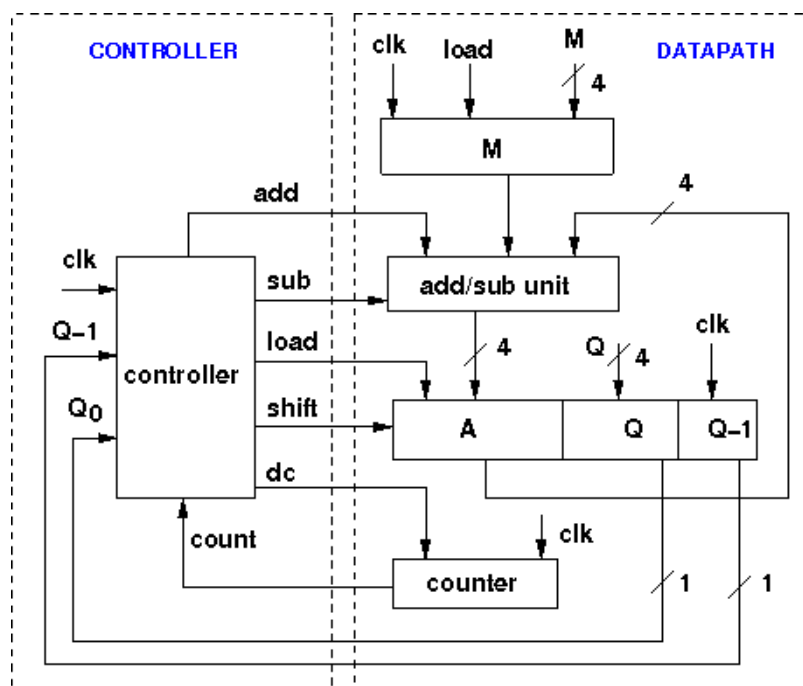 CONTROLLER
DATAPATH
clk
load
M
4
M
add
4
clk
sub
add/sub unit
Q-1
load
4
Q
4
clk
controller
Q0
shift
A
Q
Q-1
dc
count
clk
counter
1
1